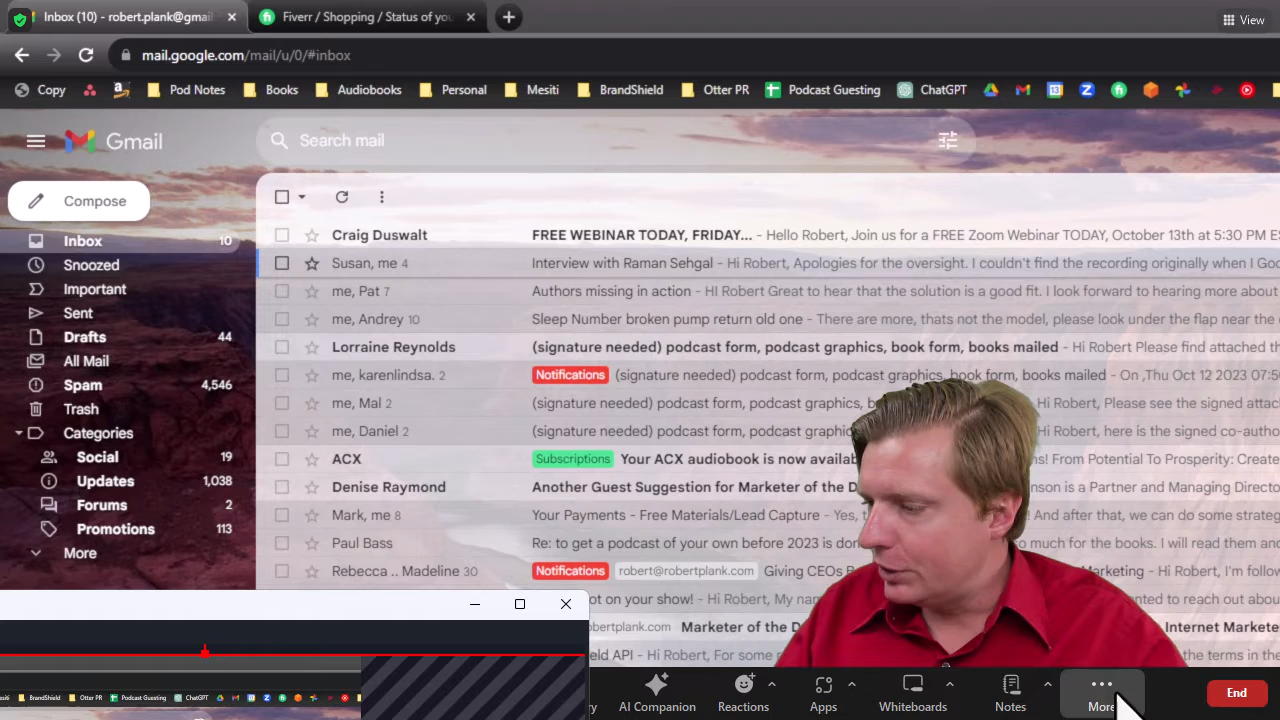 Inbox (10) - robert.plank@gmai
Fiverr / Shopping / Status of you
View
mail.google.com/mail/u/0/#inbox
Copy Pod Notes Books Audiobooks Personal Mesiti BrandShield Otter PR Podcast Guesting ChatGPT
Gmail
Search mail
Compose
Inbox 10
Snoozed
Important
Sent
Drafts 44
All Mail
Spam 4,546
Trash
Categories
Social 19
Updates 1,038
Forums 2
Promotions 113
More
Craig Duswalt FREE WEBINAR TODAY, FRIDAY... - Hello Robert, Join us for a FREE Zoom Webinar TODAY, October 13th at 5:30 PM ES
Susan, me 4 Interview with Raman Sehgal - Hi Robert, Apologies for the oversight. I couldn't find the recording originally when I Goo
me, Pat 7 Authors missing in action - HI Robert Great to hear that the solution is a good fit. I look forward to hearing more about
me, Andrey 10 Sleep Number broken pump return old one - There are more, thats not the model, please look under the flap near the
Lorraine Reynolds (signature needed) podcast form, podcast graphics, book form, books mailed - Hi Robert Please find attached th
me, karenlindsa. 2 Notifications (signature needed) podcast form, podcast graphics, book form, books mailed - On ,Thu Oct 12 2023 07:50
me, Mal 2 (signature needed) podcast form, podcast graphics, Hi Robert, Please see the signed attac
me, Daniel 2 (signature needed) podcast form, podcast graphics, Hi Robert, here is the signed co-autho
ACX Subscriptions Your ACX audiobook is now availab ! From Potential To Prosperity: Create
Denise Raymond Another Guest Suggestion for Marketer of the D nson is a Partner and Managing Directo
Mark, me 8 Your Payments - Free Materials/Lead Capture - Yes, t ! And after that, we can do some strateg
Paul Bass Re: to get a podcast of your own before 2023 is don so much for the books. I will read them and
Rebecca .. Madeline 30 Notifications robert@robertplank.com Giving CEOs B Marketing - Hi Robert, I'm follow
ot on your show! - Hi Robert, My nam nted to reach out abou
obertplank.com Marketer of the D Internet Markete
eld API - Hi Robert, For some r the terms in the
BrandShield Otter PR Podcast Guesting ChatGPT
AI Companion Reactions Apps Whiteboards Notes More End